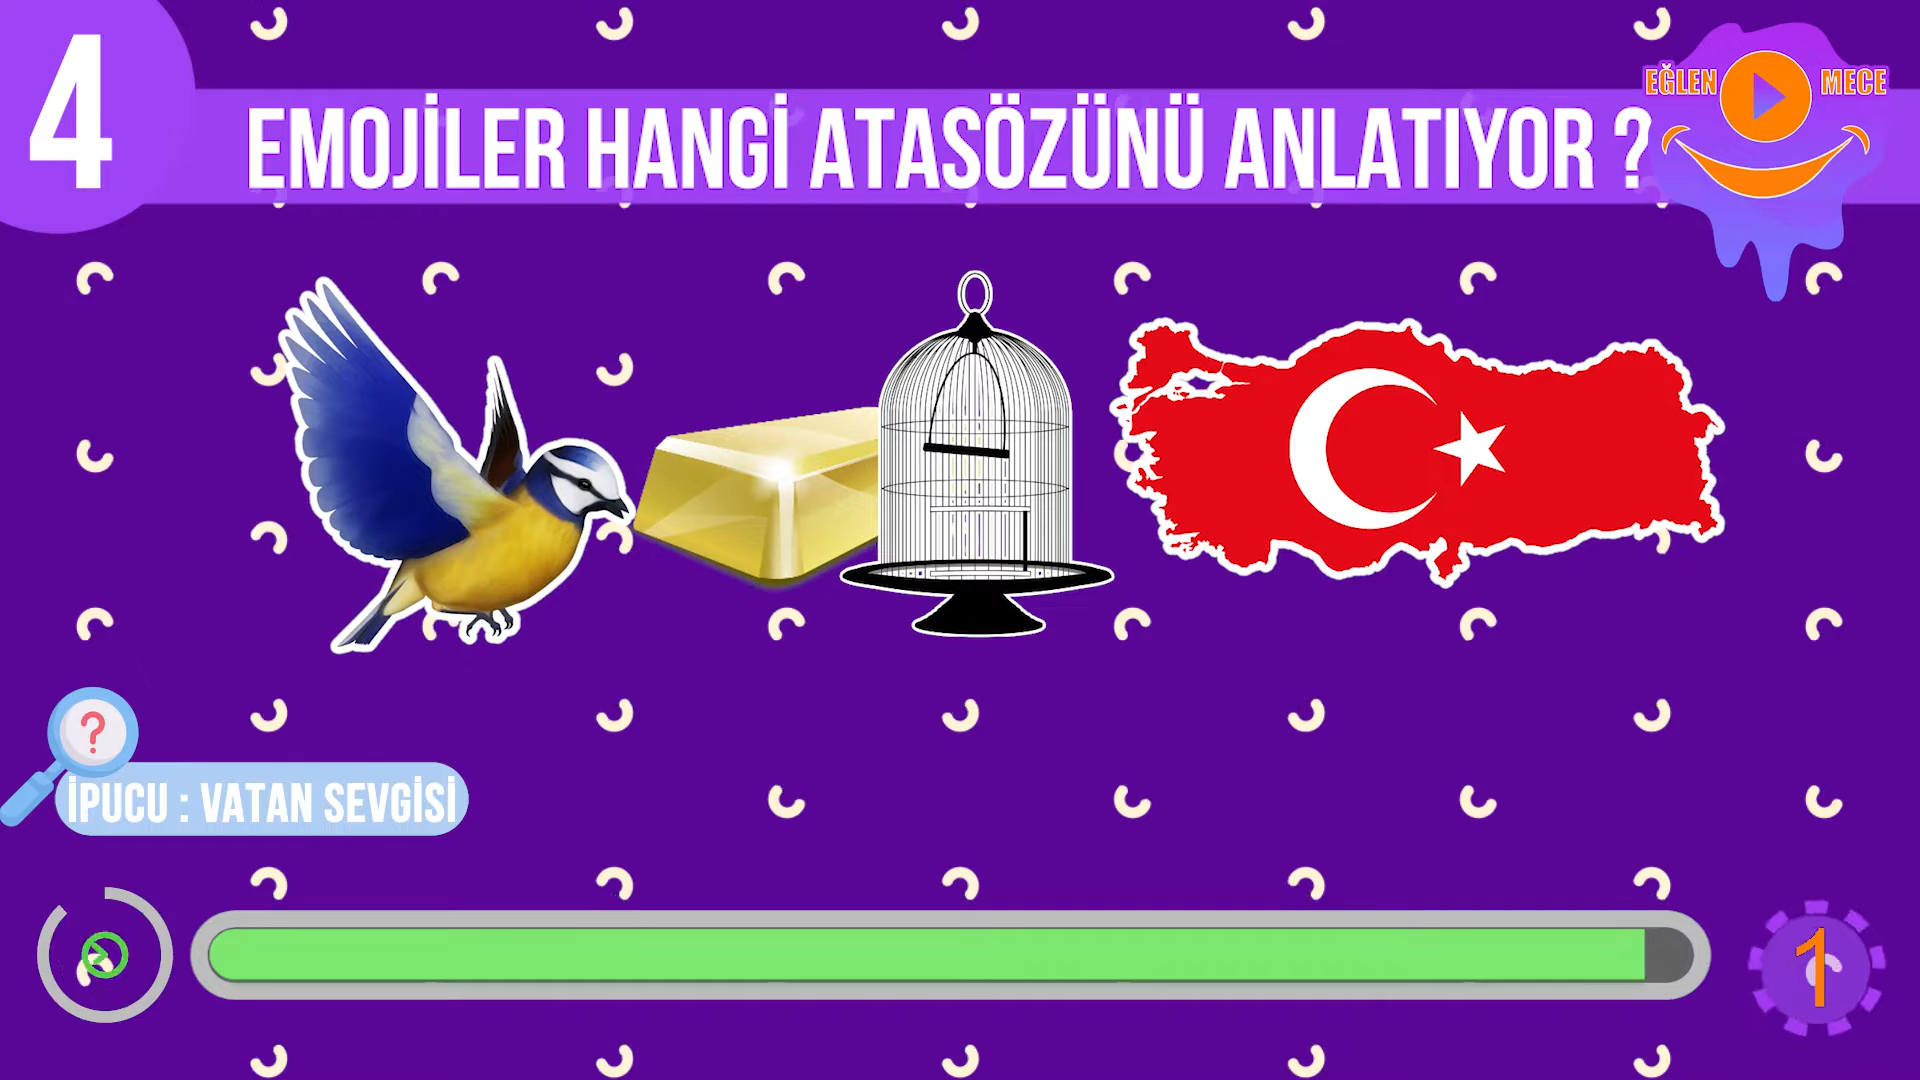 4
EMOJİLER HANGİ ATASÖZÜNÜ ANLATIYOR ?
EĞLEN MECE
?
İPUCU : VATAN SEVGİSİ
1